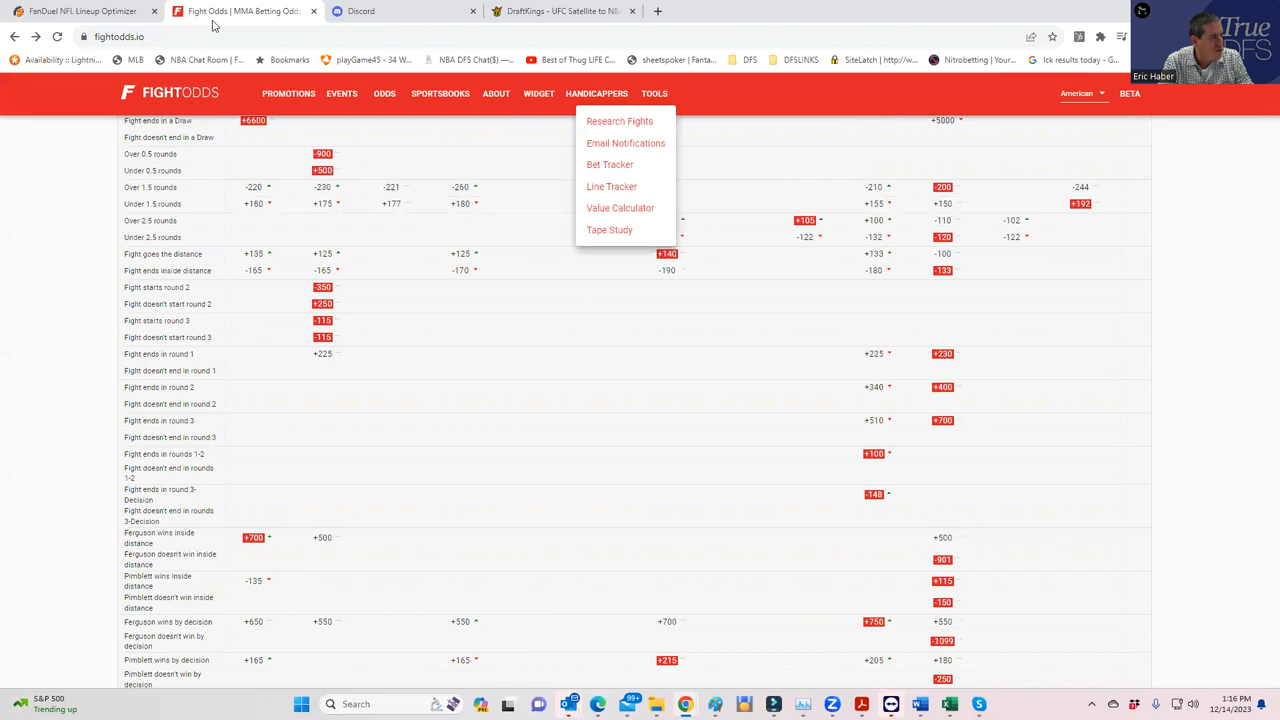 FanDuel NFL Lineup Optimizer
Fight Odds | MMA Betting Odds
Discord
DraftKings - UFC Satellite to NB
fightodds.io
Availability :: Lightni...
MLB
NBA Chat Room | F...
Bookmarks
playGame45 - 34 W...
NBA DFS Chat($) —...
Best of Thug LIFE C...
sheetspoker | Fanta...
DFS
DFSLINKS
SiteLatch | http://w...
Nitrobetting | Your...
lck results today - G...
True
DFS
Eric Haber
FIGHTODDS
PROMOTIONS EVENTS ODDS SPORTSBOOKS ABOUT WIDGET HANDICAPPERS TOOLS
American
BETA
Research Fights
Email Notifications
Bet Tracker
Line Tracker
Value Calculator
Tape Study
Fight ends in a Draw +6600 +5000
Fight doesn't end in a Draw
Over 0.5 rounds -900
Under 0.5 rounds +500
Over 1.5 rounds -220 -230 -221 -260 -210 -200 -244
Under 1.5 rounds +180 +175 +177 +180 +155 +150 +192
Over 2.5 rounds +105 +100 -110 -102
Under 2.5 rounds -122 -132 -120 -122
Fight goes the distance +135 +125 +125 +140 +133 -100
Fight ends inside distance -165 -165 -170 -190 -180 -133
Fight starts round 2 -350
Fight doesn't start round 2 +250
Fight starts round 3 -115
Fight doesn't start round 3 -115
Fight ends in round 1 +225 +225 +230
Fight doesn't end in round 1
Fight ends in round 2 +340 +400
Fight doesn't end in round 2
Fight ends in round 3 +510 +700
Fight doesn't end in round 3
Fight ends in rounds 1-2 +100
Fight doesn't end in rounds
1-2
Fight ends in round 3-
Decision -148
Fight doesn't end in rounds
3-Decision
Ferguson wins inside
distance +700 +500 +500
Ferguson doesn't win inside
distance -901
Pimblett wins inside
distance -135 +115
Pimblett doesn't win inside
distance -150
Ferguson wins by decision +650 +550 +550 +700 +750 +550
Ferguson doesn't win by
decision -1099
Pimblett wins by decision +165 +165 +215 +205 +180
Pimblett doesn't win by
decision -250
S&P 500
Trending up
Search
99+
1:16 PM
12/14/2023